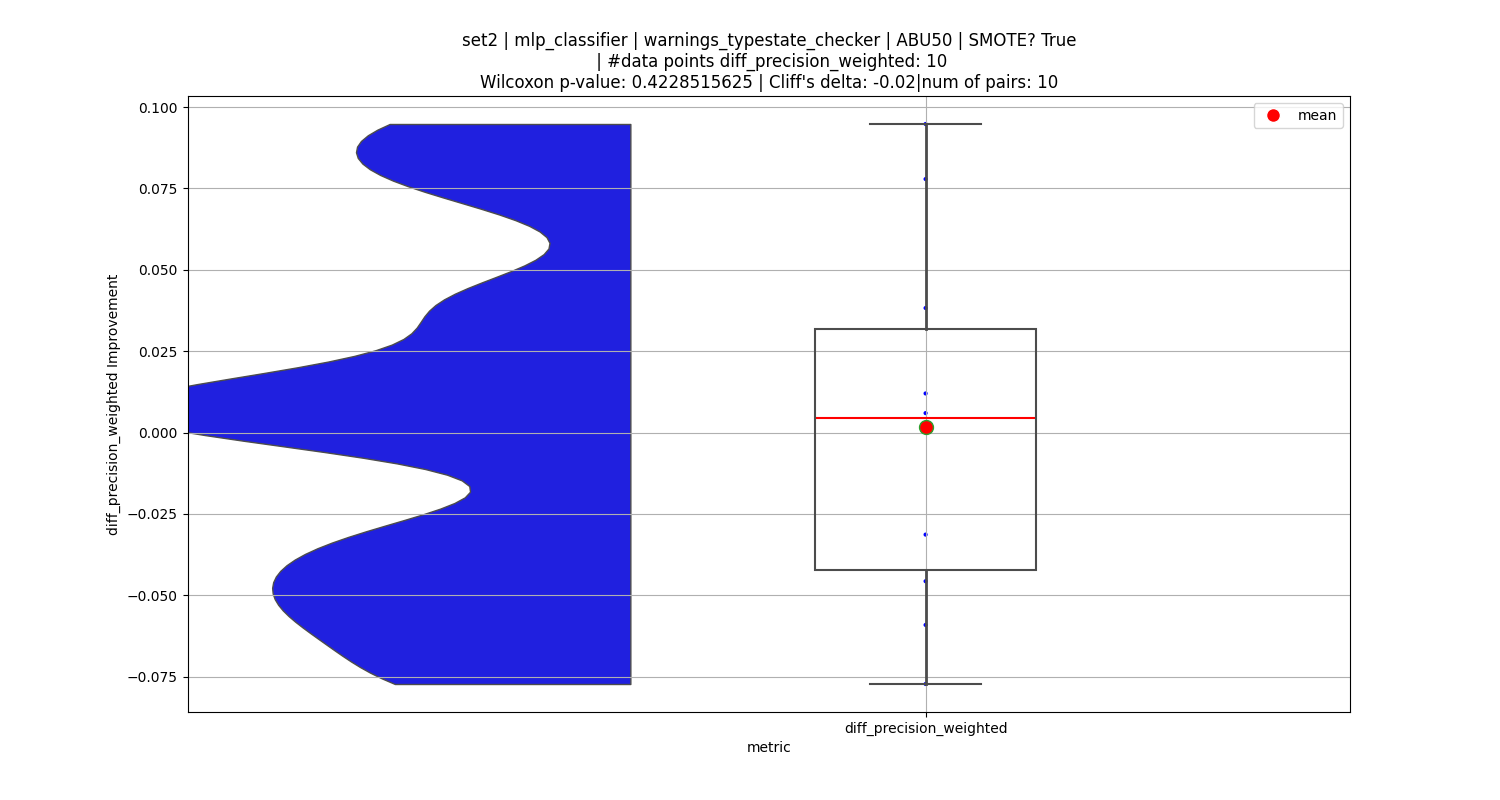 set2 | mlp_classifier | warnings_typestate_checker | ABU50 | SMOTE? True
| #data points diff_precision_weighted: 10
Wilcoxon p-value: 0.4228515625 | Cliff's delta: -0.02|num of pairs: 10
mean
0.100
0.075
0.050
0.025
0.000
−0.025
−0.050
−0.075
diff_precision_weighted Improvement
diff_precision_weighted
metric